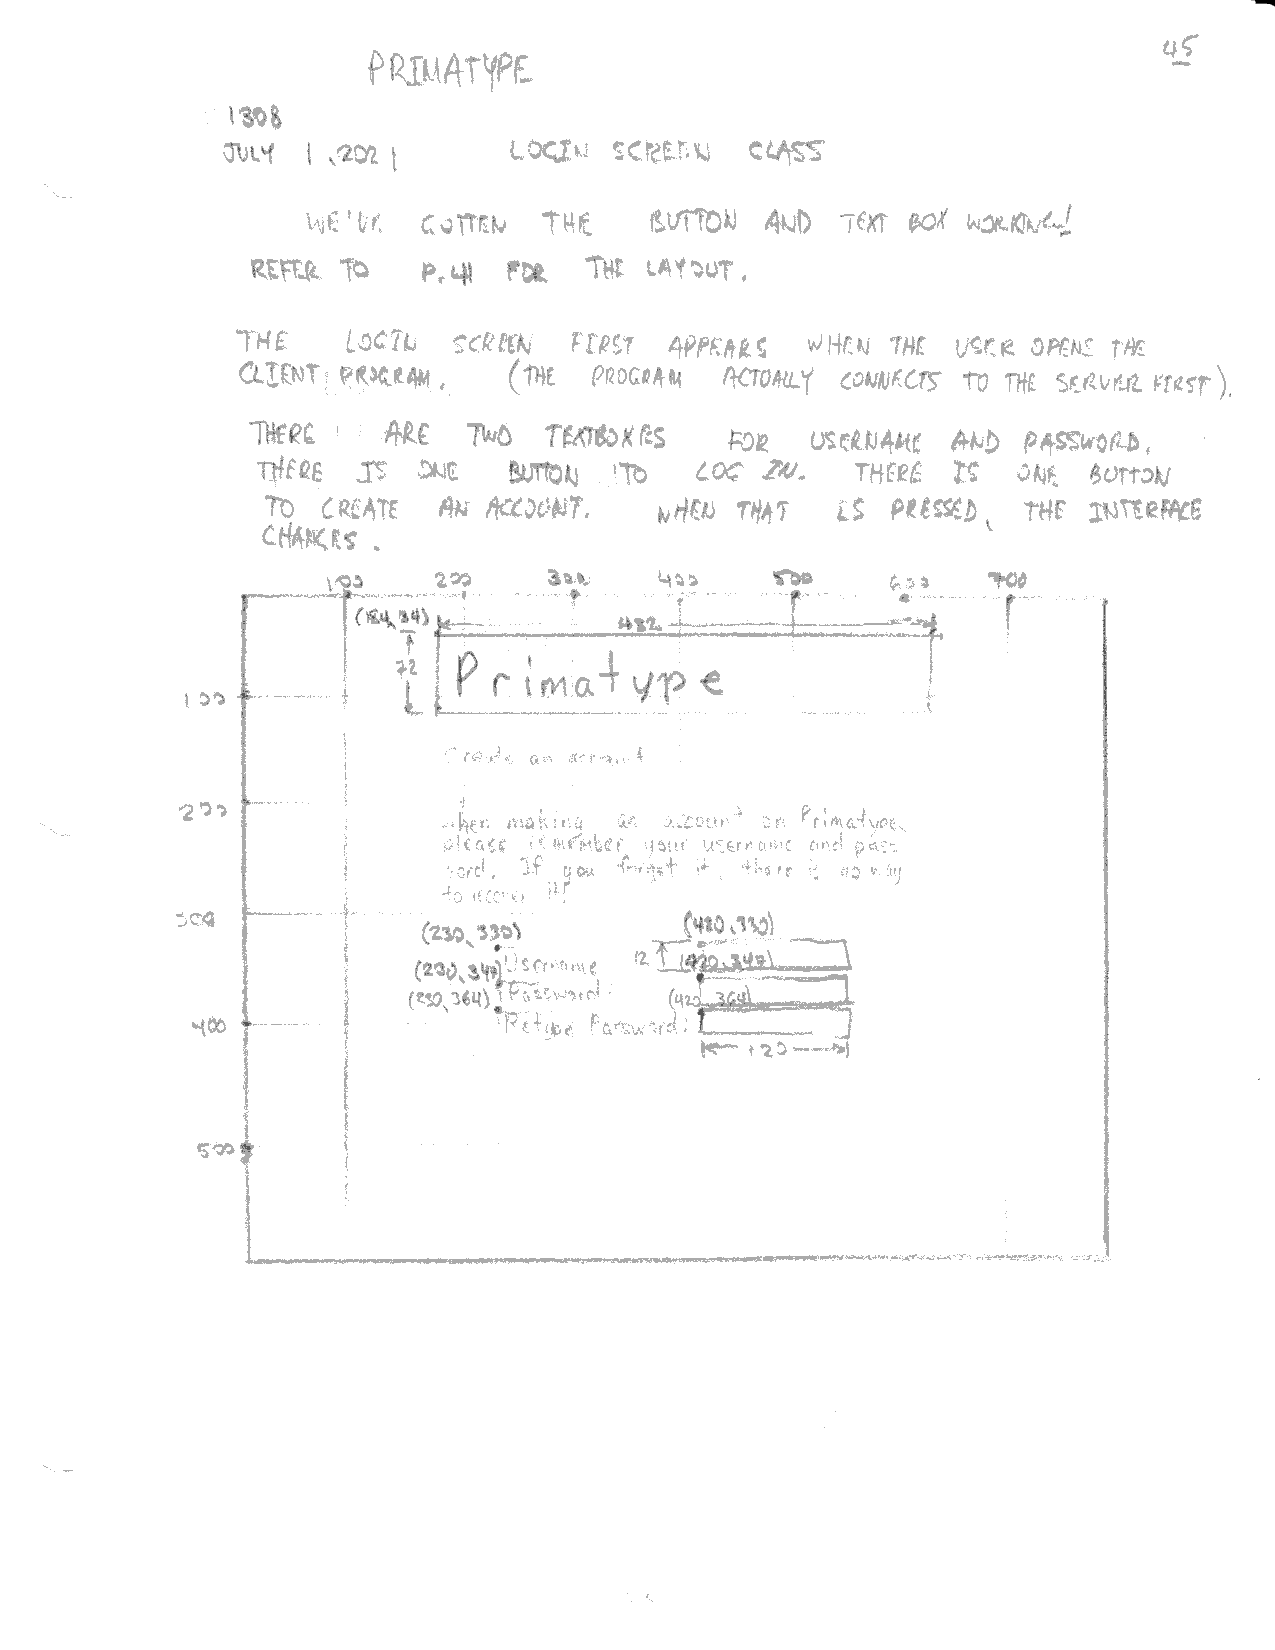 45
PRIMATYPE
1308
JULY 1, 2021 LOGIN SCREEN CLASS
WE'VE GOTTEN THE BUTTON AND TEXT BOX WORKING!
REFER TO P. 41 FOR THE LAYOUT.
THE LOGIN SCREEN FIRST APPEARS WHEN THE USER OPENS THE
CLIENT PROGRAM. (THE PROGRAM ACTUALLY CONNECTS TO THE SERVER FIRST).
THERE ARE TWO TEXTBOXES FOR USERNAME AND PASSWORD.
THERE IS ONE BUTTON TO LOG IN. THERE IS ONE BUTTON
TO CREATE AN ACCOUNT. WHEN THAT IS PRESSED, THE INTERFACE
CHANGES.
100 200 300 400 500 600 700
(184, 34) 482
72
Primatype
100
Create an account
200
When making an account on Primatype,
please remember your username and pass
word. If you forget it, there is no way
to recover it!
300
(230, 330) (420, 330)
(230, 347) Username 12 (420, 347)
(230, 364) Password: (420, 364)
400 Retype Password:
120
500